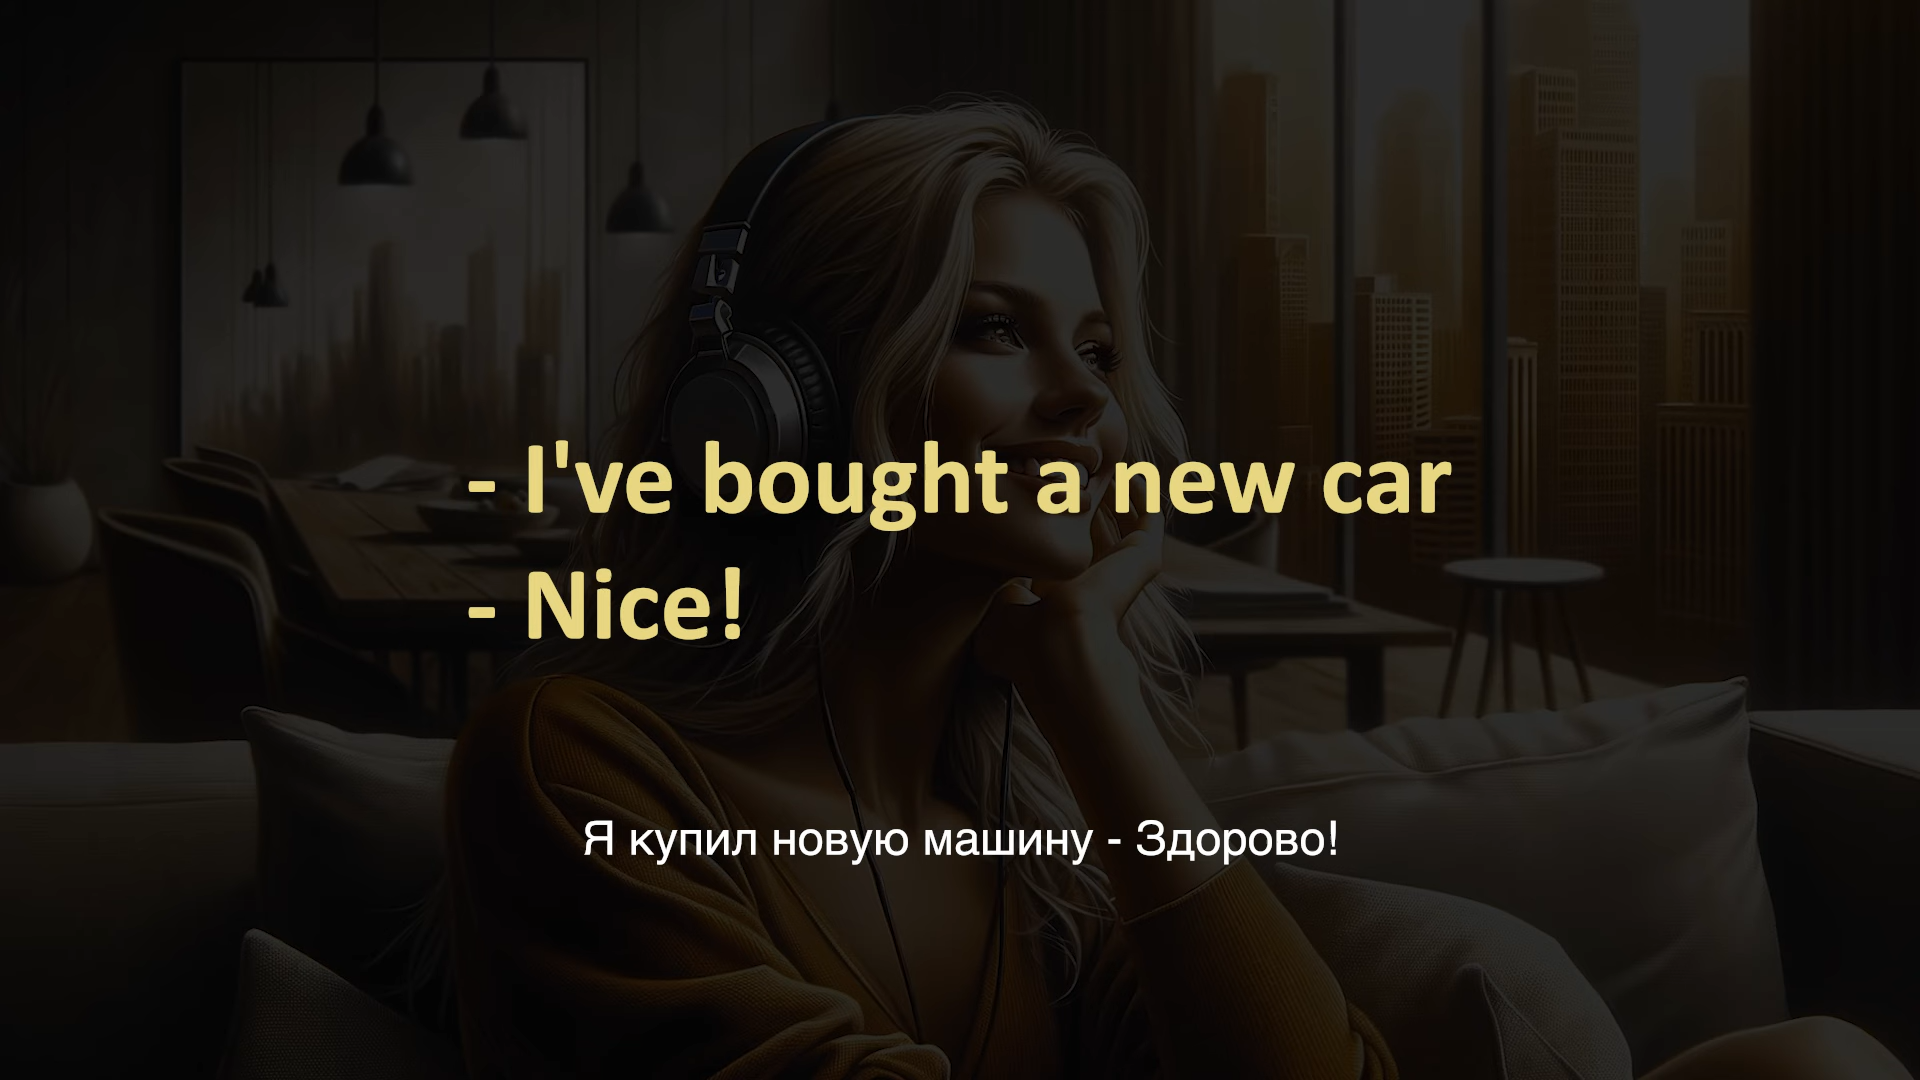 - I've bought a new car
- Nice!
Я купил новую машину - Здорово!